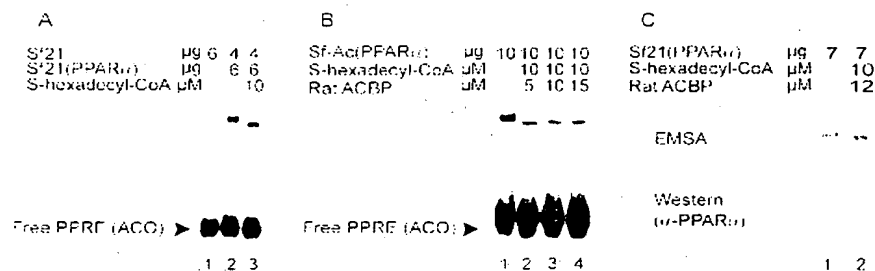 A
Sf21 µg 6 4 4
Sf21(PPARα) µg 6 6
S-hexadecyl-CoA µM 10
Free PPRE (ACO)
1 2 3
B
Sf-Ac(PPARα) µg 10 10 10 10
S-hexadecyl-CoA µM 10 10 10
Rat ACBP µM 5 10 15
Free PPRE (ACO)
1 2 3 4
C
Sf21(PPARα) µg 7 7
S-hexadecyl-CoA µM 10
Rat ACBP µM 12
EMSA
Western
(α-PPARα)
1 2